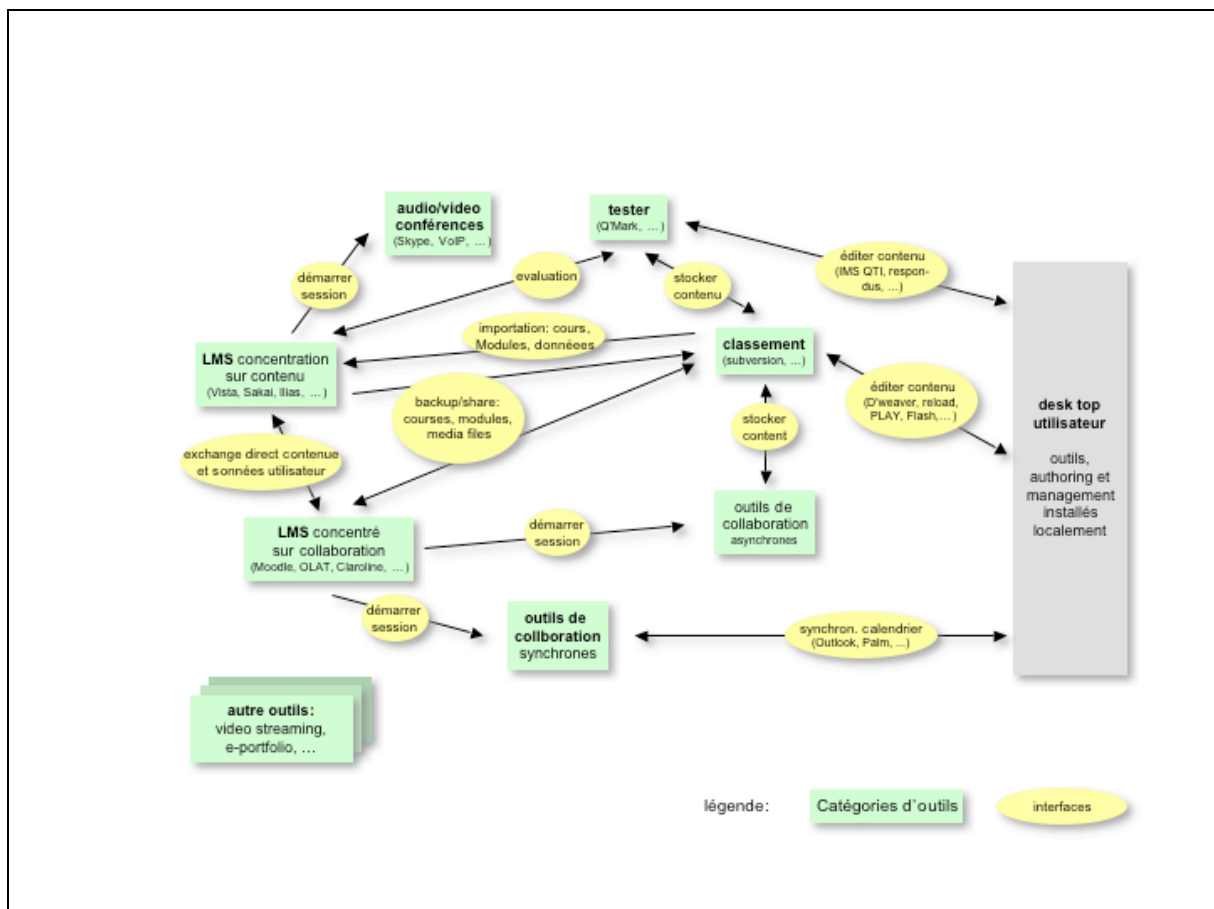 audio/video
conférences
(Skype, VoIP, …)
tester
(Q'Mark, …)
éditer contenu
(IMS QTI, respon-
dus, …)
démarrer
session
evaluation
stocker
contenu
importation: cours,
Modules, donnéees
LMS concentration
sur contenu
(Vista, Sakai, Ilias, …)
classement
(subversion, …)
éditer contenu
(D'weaver, reload,
PLAY, Flash,…)
desk top
utilisateur
outils,
authoring et
management
installés
localement
backup/share:
courses, modules,
media files
stocker
content
exchange direct contenue
et sonnées utilisateur
LMS concentré
sur collaboration
(Moodle, OLAT, Claroline, …)
démarrer
session
outils de
collaboration
asynchrones
démarrer
session
outils de
collboration
synchrones
synchron. calendrier
(Outlook, Palm, ...)
autre outils:
video streaming,
e-portfolio, …
légende:
Catégories d'outils
interfaces